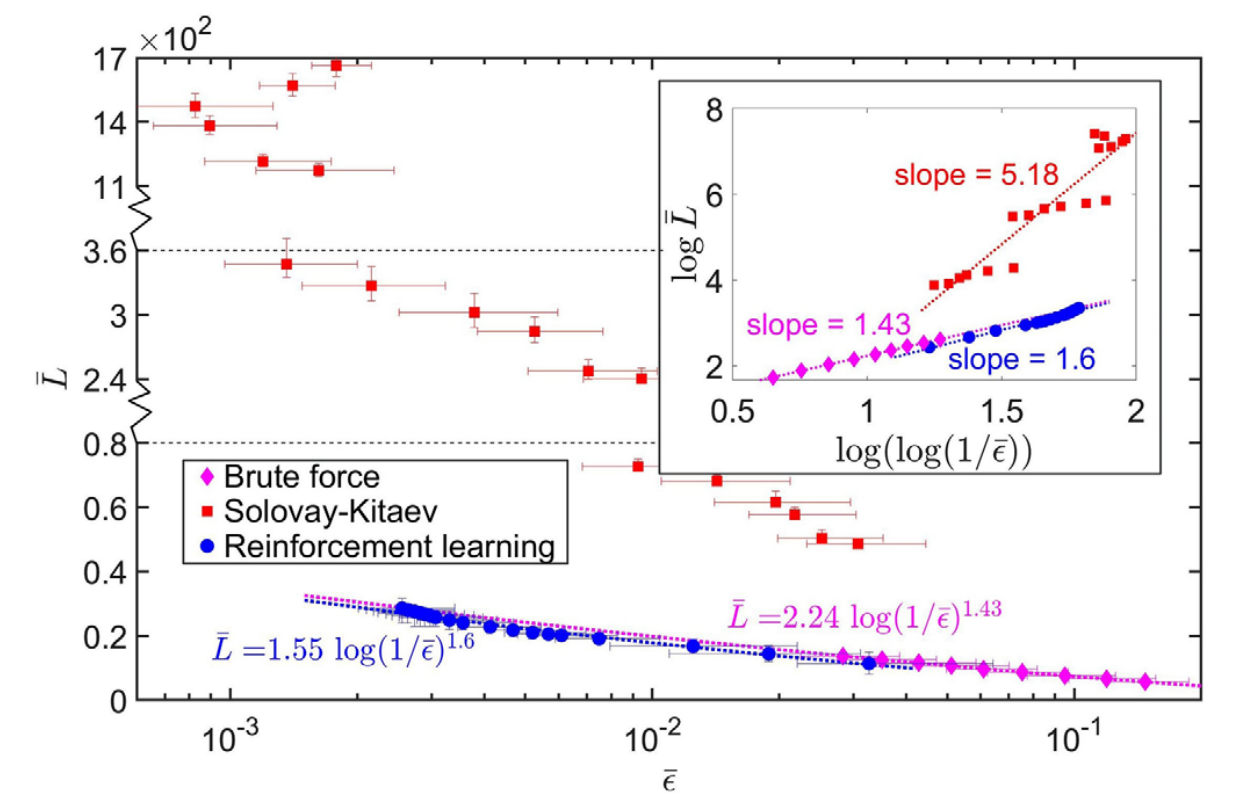 ×10²
17
14
11
3.6
3
2.4
0.8
0.6
0.4
0.2
0
L̄
10⁻³ 10⁻² 10⁻¹
ϵ̄
Brute force
Solovay-Kitaev
Reinforcement learning
L̄ =1.55 log(1/ϵ̄)^1.6
L̄ =2.24 log(1/ϵ̄)^1.43
8
6
4
2
log L̄
slope = 5.18
slope = 1.43
slope = 1.6
0.5 1 1.5 2
log(log(1/ϵ̄))